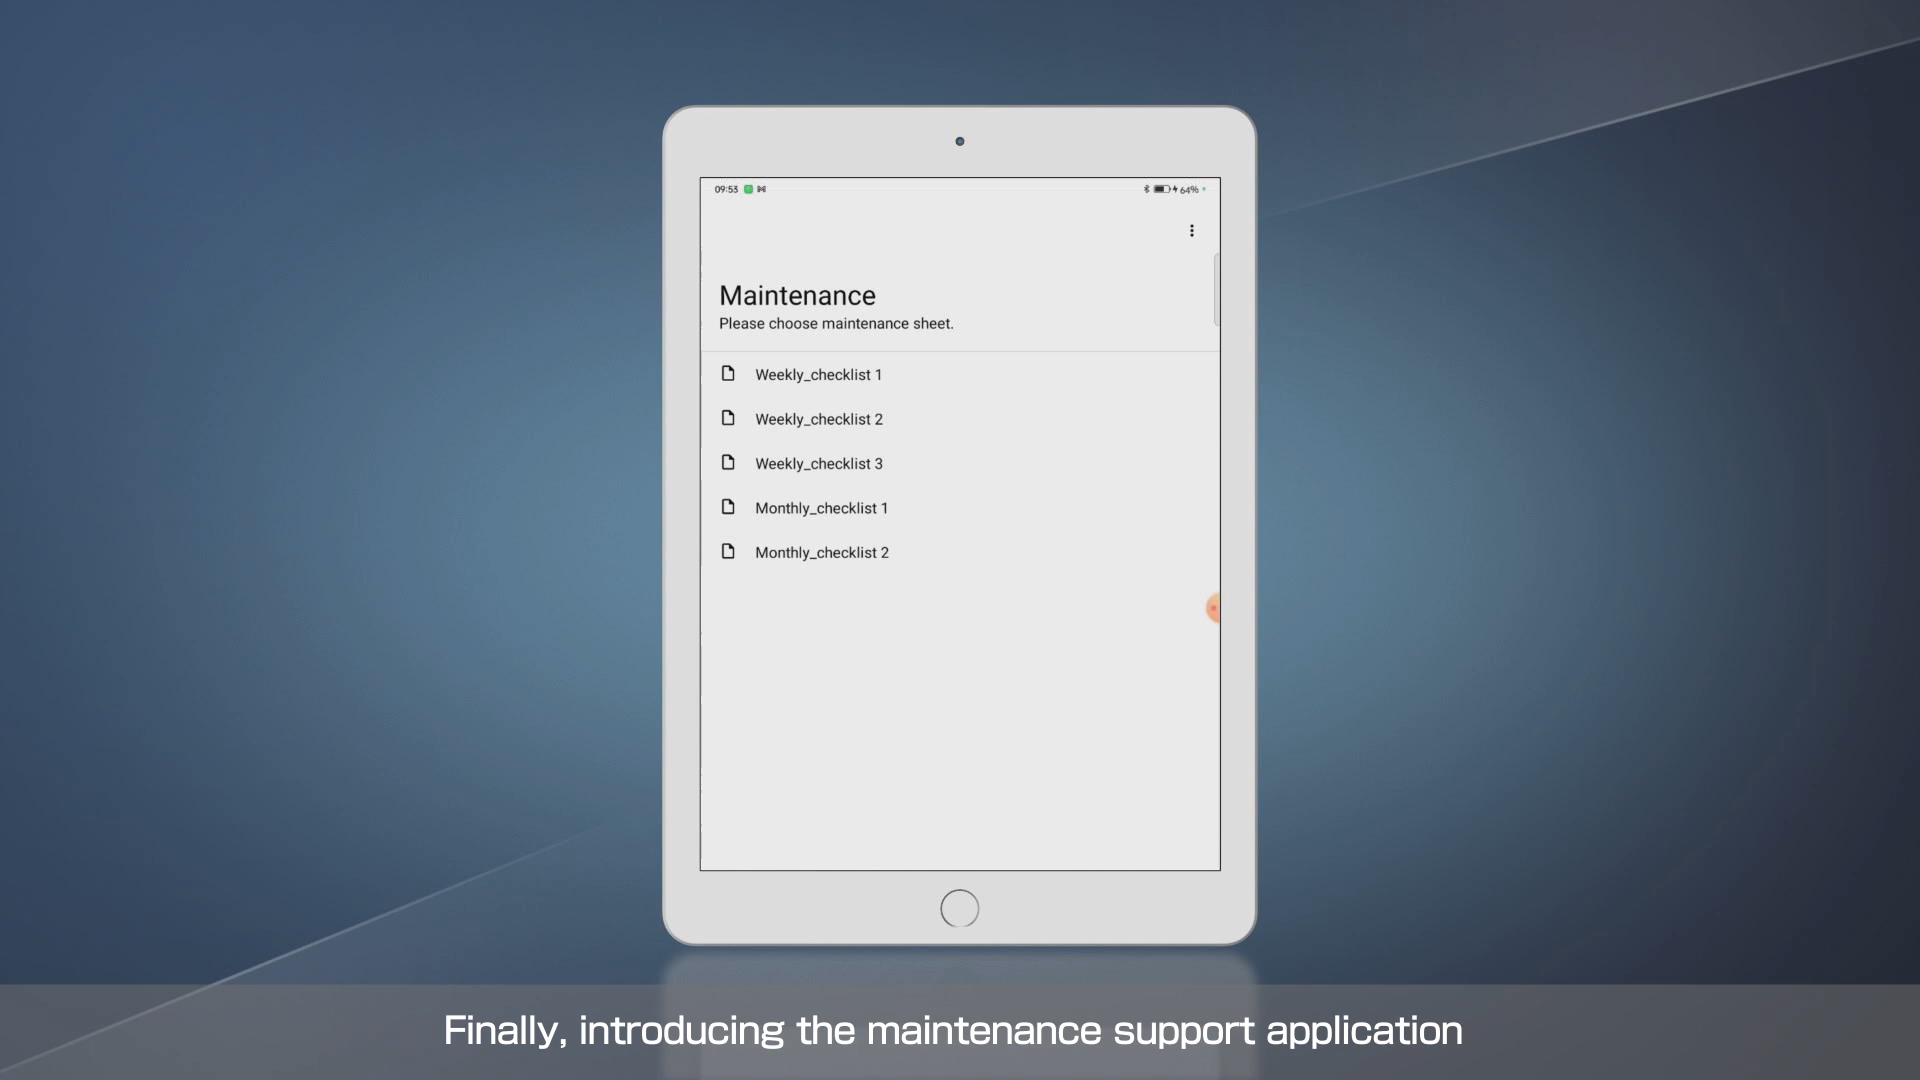 09:53
64%
Maintenance
Please choose maintenance sheet.
Weekly_checklist 1
Weekly_checklist 2
Weekly_checklist 3
Monthly_checklist 1
Monthly_checklist 2
Finally, introducing the maintenance support application